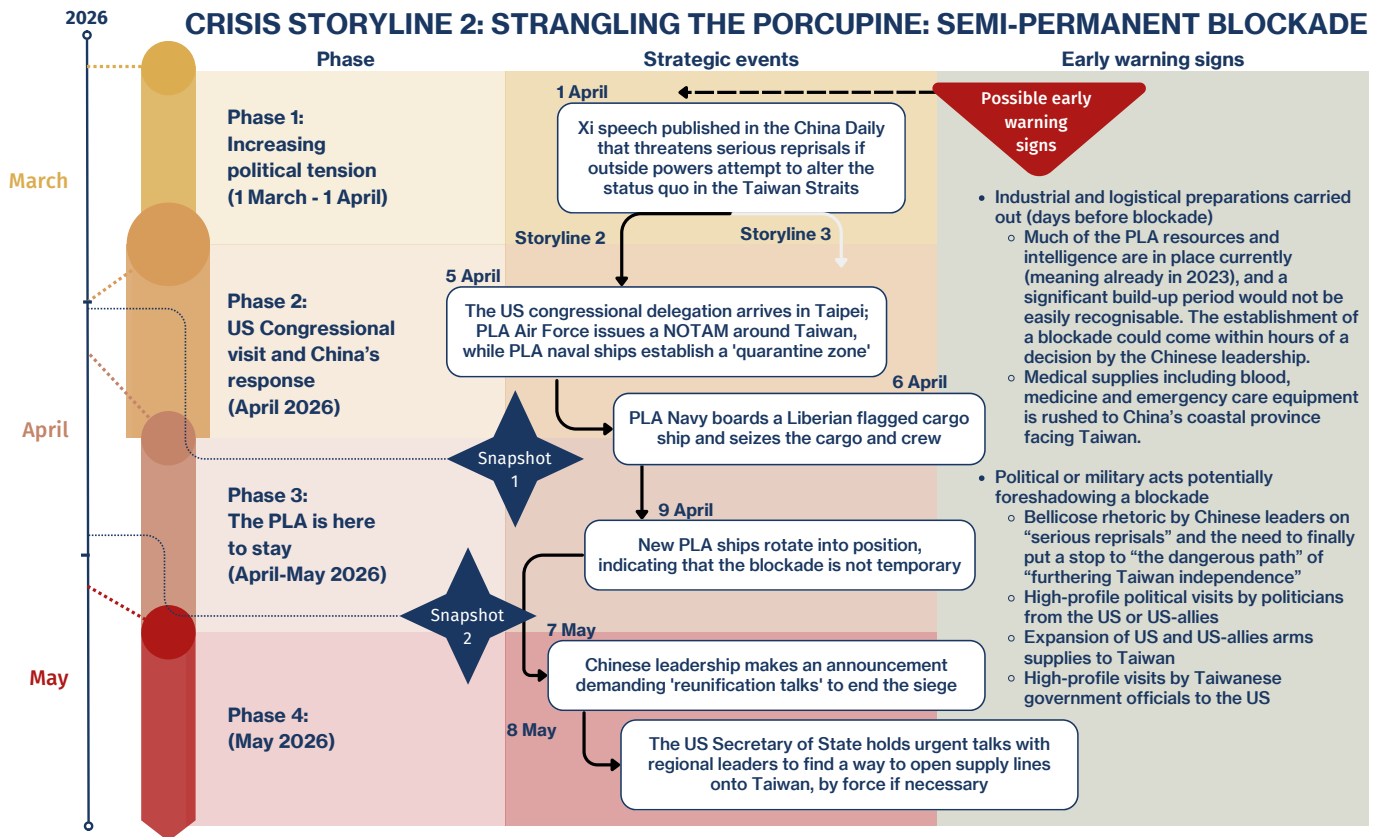 2026
CRISIS STORYLINE 2: STRANGLING THE PORCUPINE: SEMI-PERMANENT BLOCKADE
Phase
Strategic events
Early warning signs
March
April
May
Phase 1:
Increasing
political tension
(1 March - 1 April)
Phase 2:
US Congressional
visit and China’s
response
(April 2026)
Phase 3:
The PLA is here
to stay
(April-May 2026)
Phase 4:
(May 2026)
1 April
Xi speech published in the China Daily
that threatens serious reprisals if
outside powers attempt to alter the
status quo in the Taiwan Straits
Storyline 2
Storyline 3
5 April
The US congressional delegation arrives in Taipei;
PLA Air Force issues a NOTAM around Taiwan,
while PLA naval ships establish a 'quarantine zone'
6 April
PLA Navy boards a Liberian flagged cargo
ship and seizes the cargo and crew
Snapshot
1
9 April
New PLA ships rotate into position,
indicating that the blockade is not temporary
Snapshot
2
7 May
Chinese leadership makes an announcement
demanding 'reunification talks' to end the siege
8 May
The US Secretary of State holds urgent talks with
regional leaders to find a way to open supply lines
onto Taiwan, by force if necessary
Possible early
warning
signs
• Industrial and logistical preparations carried
out (days before blockade)
◦ Much of the PLA resources and
intelligence are in place currently
(meaning already in 2023), and a
significant build-up period would not be
easily recognisable. The establishment of
a blockade could come within hours of a
decision by the Chinese leadership.
◦ Medical supplies including blood,
medicine and emergency care equipment
is rushed to China’s coastal province
facing Taiwan.
• Political or military acts potentially
foreshadowing a blockade
◦ Bellicose rhetoric by Chinese leaders on
“serious reprisals” and the need to finally
put a stop to “the dangerous path” of
“furthering Taiwan independence”
◦ High-profile political visits by politicians
from the US or US-allies
◦ Expansion of US and US-allies arms
supplies to Taiwan
◦ High-profile visits by Taiwanese
government officials to the US